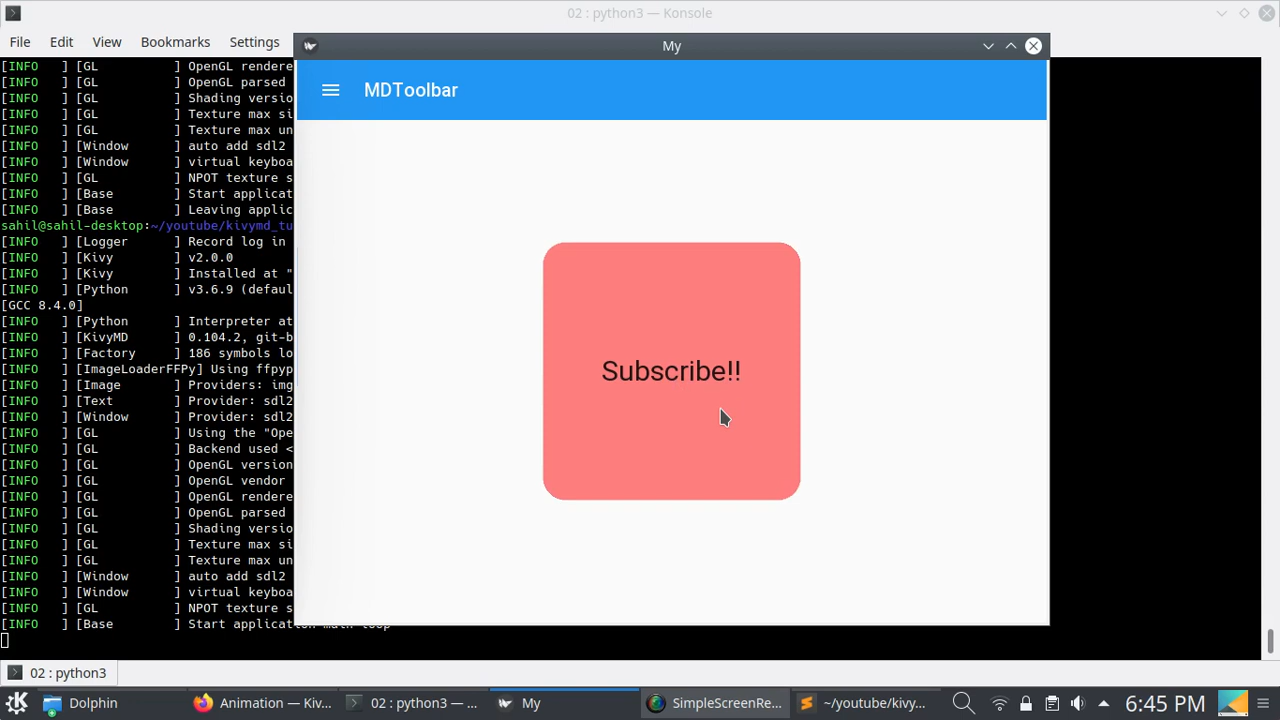 02 : python3 — Konsole
File Edit View Bookmarks Settings
My
MDToolbar
Subscribe!!
[INFO   ] [GL          ] OpenGL rendere
[INFO   ] [GL          ] OpenGL parsed
[INFO   ] [GL          ] Shading versio
[INFO   ] [GL          ] Texture max si
[INFO   ] [GL          ] Texture max un
[INFO   ] [Window      ] auto add sdl2
[INFO   ] [Window      ] virtual keyboa
[INFO   ] [GL          ] NPOT texture s
[INFO   ] [Base        ] Start applicat
[INFO   ] [Base        ] Leaving applic
sahil@sahil-desktop:~/youtube/kivymd_tu
[INFO   ] [Logger      ] Record log in
[INFO   ] [Kivy        ] v2.0.0
[INFO   ] [Kivy        ] Installed at "
[INFO   ] [Python      ] v3.6.9 (defaul
[GCC 8.4.0]
[INFO   ] [Python      ] Interpreter at
[INFO   ] [KivyMD      ] 0.104.2, git-b
[INFO   ] [Factory     ] 186 symbols lo
[INFO   ] [ImageLoaderFFPy] Using ffpyp
[INFO   ] [Image       ] Providers: img
[INFO   ] [Text        ] Provider: sdl2
[INFO   ] [Window      ] Provider: sdl2
[INFO   ] [GL          ] Using the "Ope
[INFO   ] [GL          ] Backend used <
[INFO   ] [GL          ] OpenGL version
[INFO   ] [GL          ] OpenGL vendor
[INFO   ] [GL          ] OpenGL rendere
[INFO   ] [GL          ] OpenGL parsed
[INFO   ] [GL          ] Shading versio
[INFO   ] [GL          ] Texture max si
[INFO   ] [GL          ] Texture max un
[INFO   ] [Window      ] auto add sdl2
[INFO   ] [Window      ] virtual keyboa
[INFO   ] [GL          ] NPOT texture s
[INFO   ] [Base        ] Start application main loop
02 : python3
Dolphin Animation — Kiv... 02 : python3 — ... My SimpleScreenRe... ~/youtube/kivy... 6:45 PM